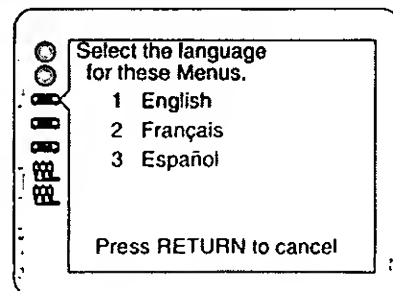 Select the language
for these Menus.
1 English
2 Français
3 Español
Press RETURN to cancel